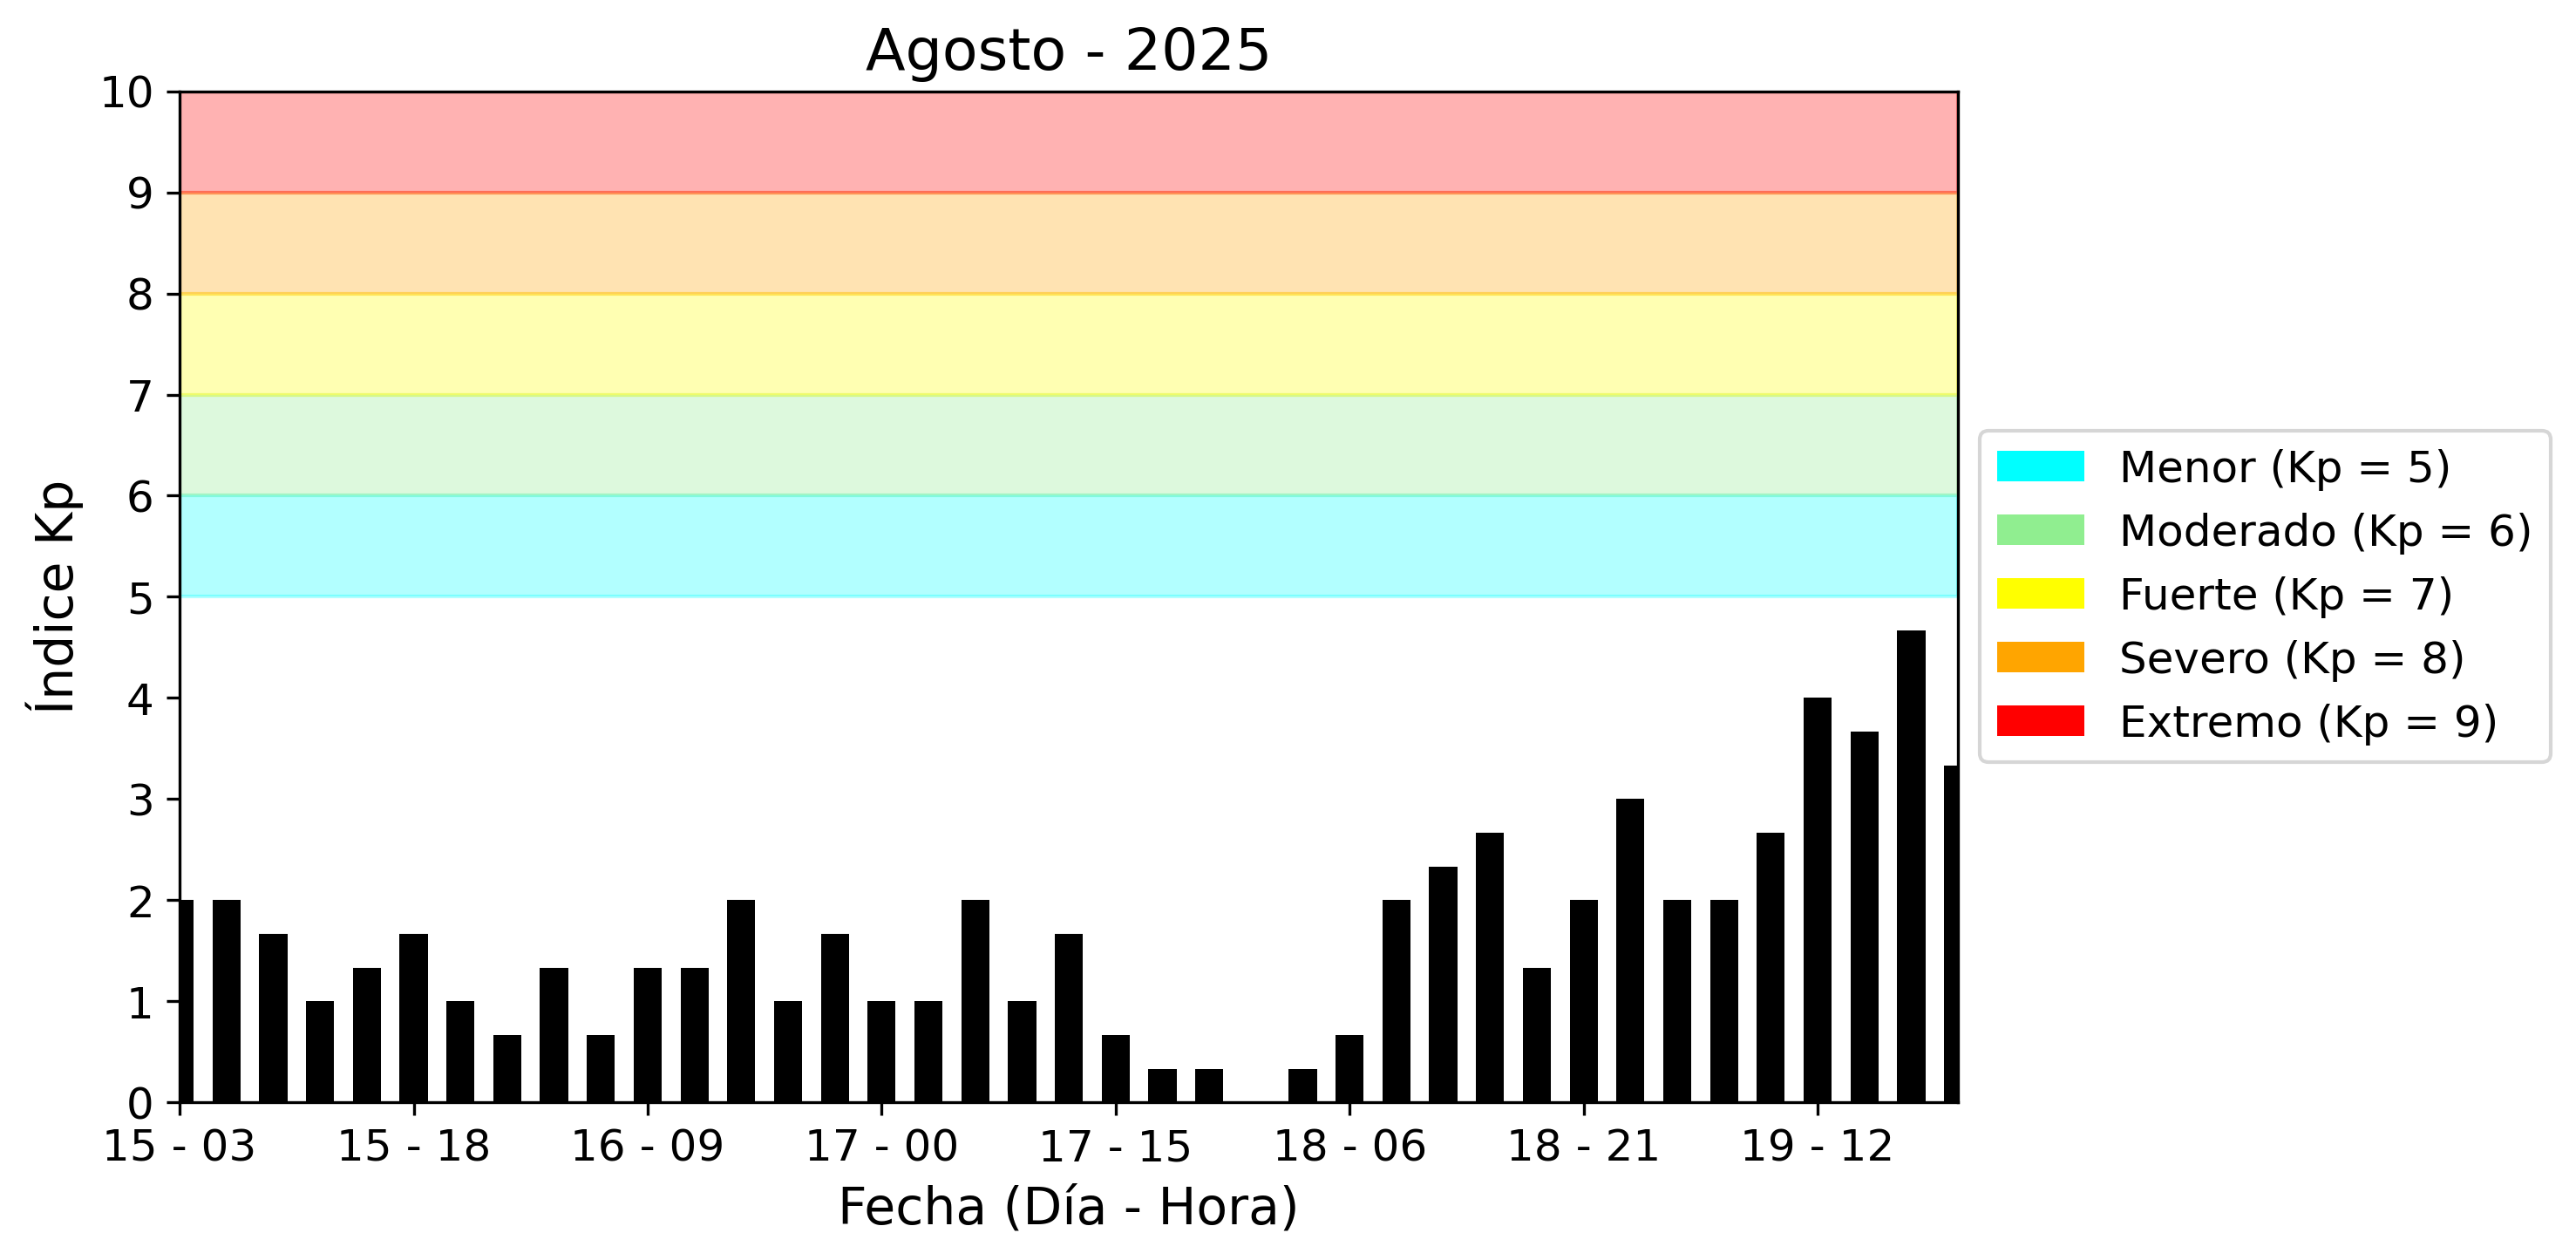 Agosto - 2025
Índice Kp
10
9
8
7
6
5
4
3
2
1
0
15 - 03
15 - 18
16 - 09
17 - 00
17 - 15
18 - 06
18 - 21
19 - 12
Fecha (Día - Hora)
Menor (Kp = 5)
Moderado (Kp = 6)
Fuerte (Kp = 7)
Severo (Kp = 8)
Extremo (Kp = 9)